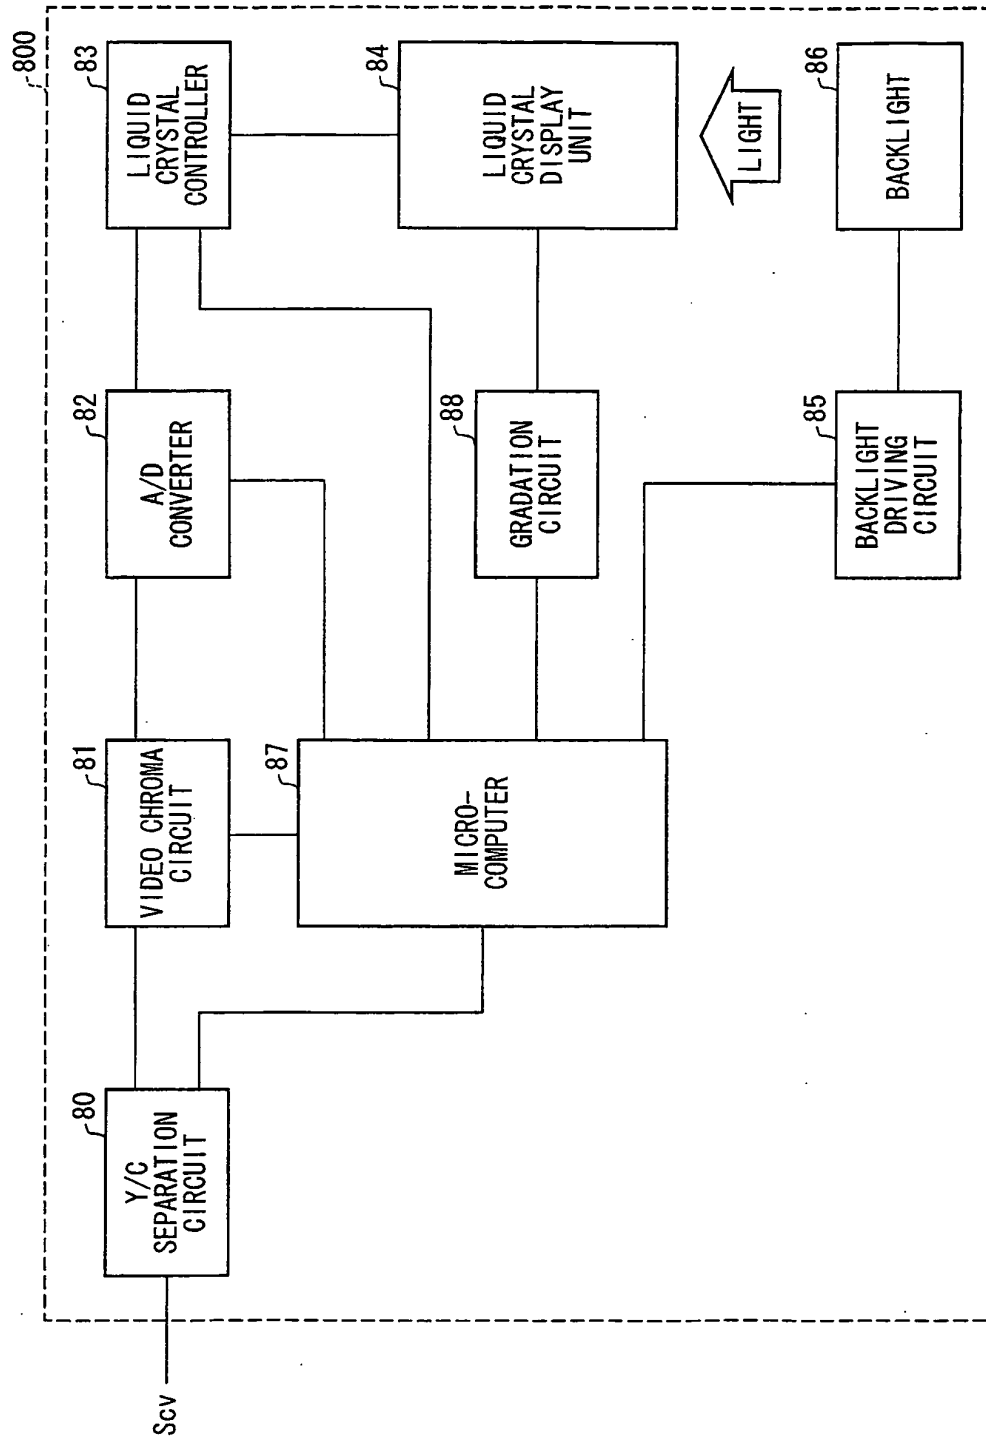 800
Scv
80
Y/C
SEPARATION
CIRCUIT
81
VIDEO CHROMA
CIRCUIT
82
A/D
CONVERTER
83
LIQUID
CRYSTAL
CONTROLLER
87
MICRO-
COMPUTER
88
GRADATION
CIRCUIT
84
LIQUID
CRYSTAL
DISPLAY
UNIT
LIGHT
85
BACKLIGHT
DRIVING
CIRCUIT
86
BACKLIGHT